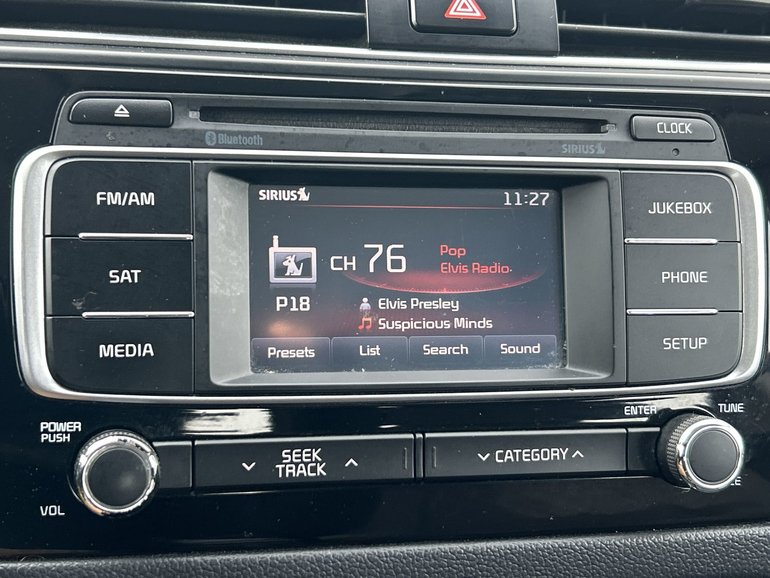 Bluetooth
SIRIUS
CLOCK
FM/AM
SAT
MEDIA
SIRIUS
11:27
CH 76
Pop
Elvis Radio
P18
Elvis Presley
Suspicious Minds
Presets
List
Search
Sound
JUKEBOX
PHONE
SETUP
POWER
PUSH
VOL
SEEK
TRACK
CATEGORY
ENTER
TUNE